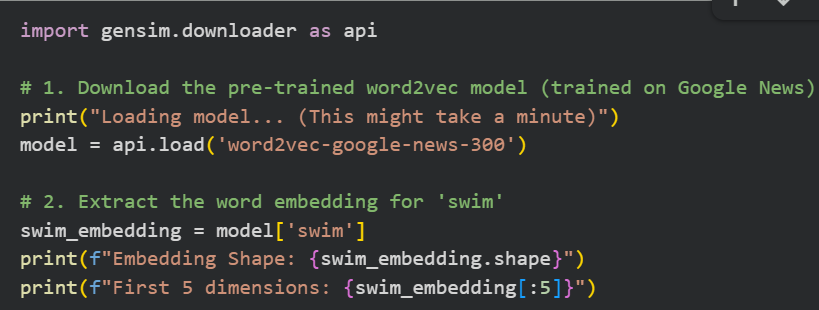 import gensim.downloader as api
# 1. Download the pre-trained word2vec model (trained on Google News)
print("Loading model... (This might take a minute)")
model = api.load('word2vec-google-news-300')
# 2. Extract the word embedding for 'swim'
swim_embedding = model['swim']
print(f"Embedding Shape: {swim_embedding.shape}")
print(f"First 5 dimensions: {swim_embedding[:5]}")